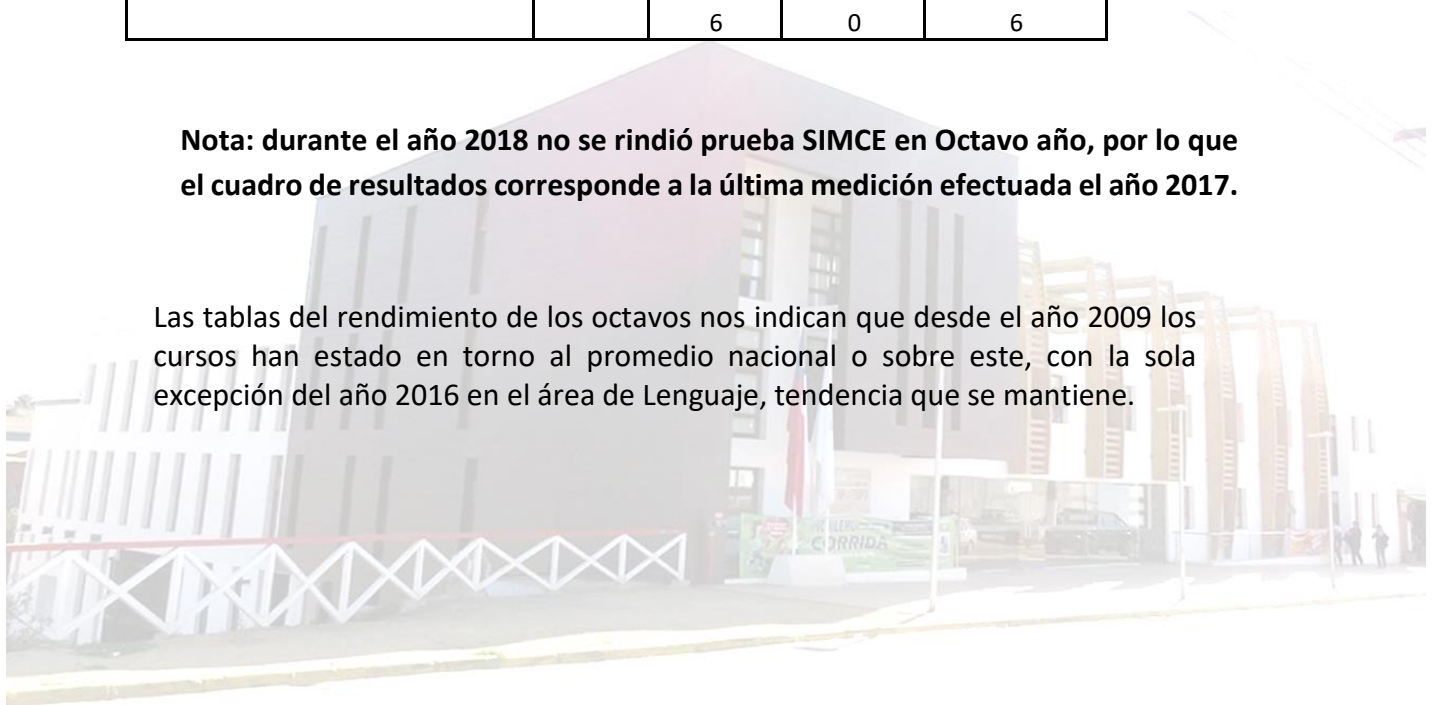 6 0 6
Nota: durante el año 2018 no se rindió prueba SIMCE en Octavo año, por lo que
el cuadro de resultados corresponde a la última medición efectuada el año 2017.
Las tablas del rendimiento de los octavos nos indican que desde el año 2009 los
cursos han estado en torno al promedio nacional o sobre este, con la sola
excepción del año 2016 en el área de Lenguaje, tendencia que se mantiene.
CORRIDA